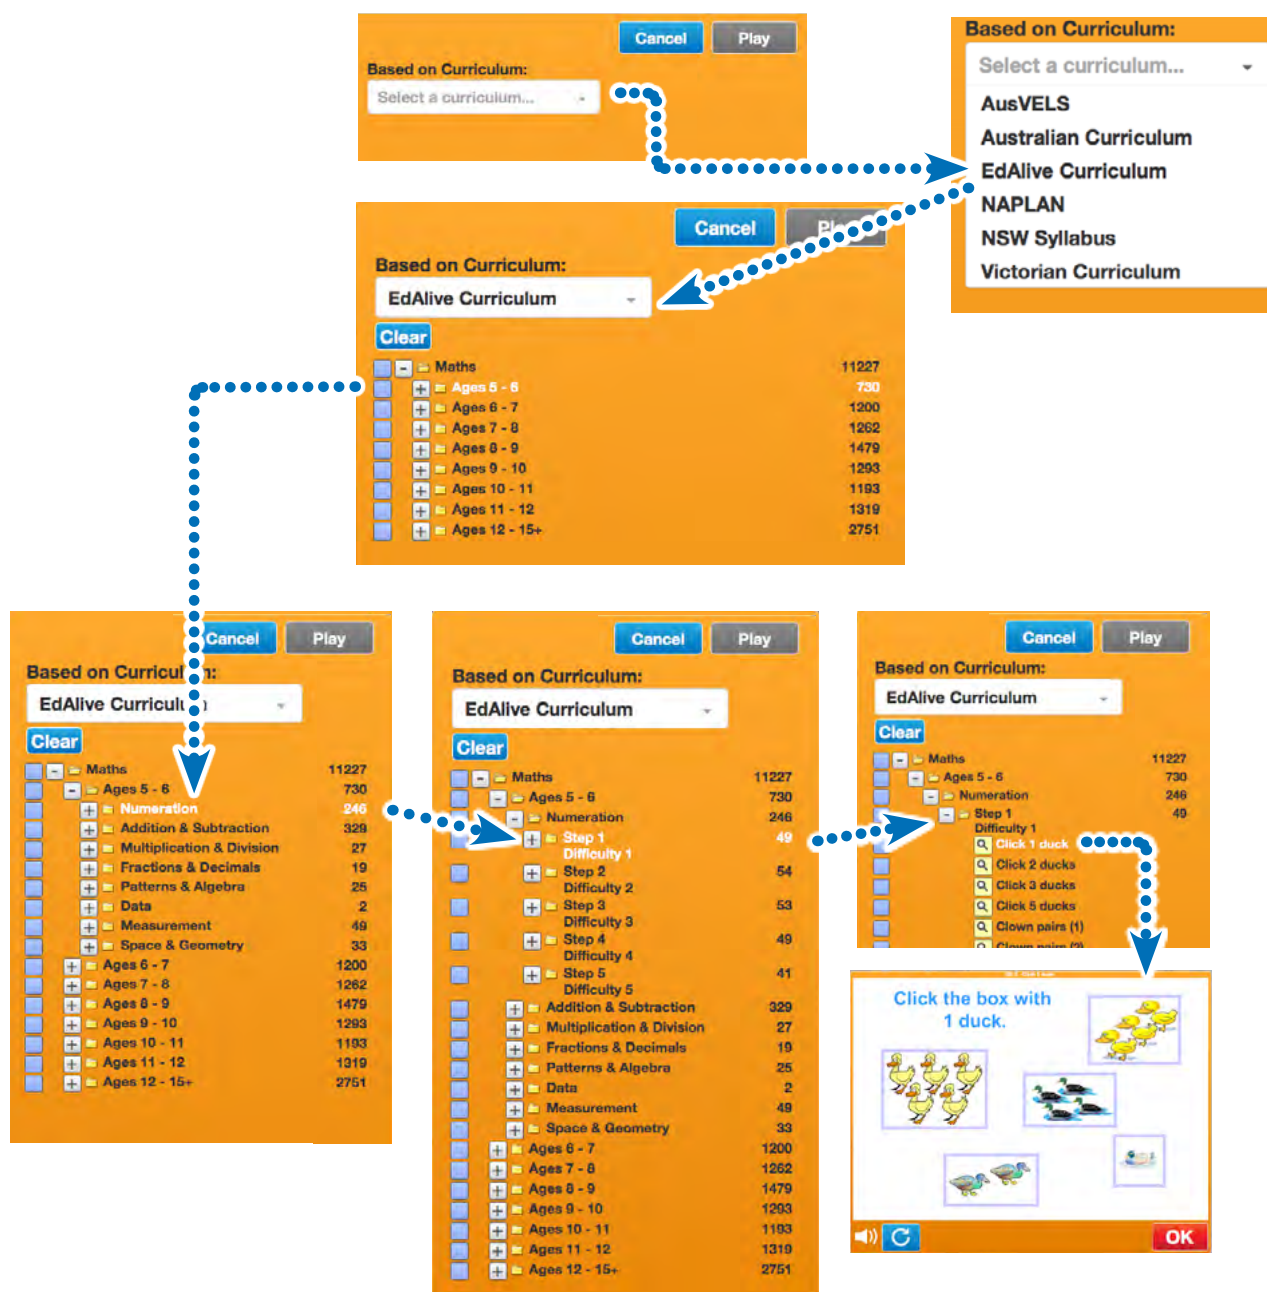 Cancel Play
Based on Curriculum:
Select a curriculum...
Based on Curriculum:
Select a curriculum...
AusVELS
Australian Curriculum
EdAlive Curriculum
NAPLAN
NSW Syllabus
Victorian Curriculum
Cancel
Based on Curriculum:
EdAlive Curriculum
Clear
Maths 11227
Ages 5 - 6 730
Ages 6 - 7 1200
Ages 7 - 8 1262
Ages 8 - 9 1479
Ages 9 - 10 1293
Ages 10 - 11 1193
Ages 11 - 12 1319
Ages 12 - 15+ 2751
Cancel Play
Based on Curriculum:
EdAlive Curriculum
Clear
Maths 11227
Ages 5 - 6 730
Numeration 246
Addition & Subtraction 329
Multiplication & Division 27
Fractions & Decimals 19
Patterns & Algebra 25
Data 2
Measurement 49
Space & Geometry 33
Ages 6 - 7 1200
Ages 7 - 8 1262
Ages 8 - 9 1479
Ages 9 - 10 1293
Ages 10 - 11 1193
Ages 11 - 12 1319
Ages 12 - 15+ 2751
Cancel Play
Based on Curriculum:
EdAlive Curriculum
Clear
Maths 11227
Ages 5 - 6 730
Numeration 246
Step 1 49
Difficulty 1
Step 2 54
Difficulty 2
Step 3 53
Difficulty 3
Step 4 49
Difficulty 4
Step 5 41
Difficulty 5
Addition & Subtraction 329
Multiplication & Division 27
Fractions & Decimals 19
Patterns & Algebra 25
Data 2
Measurement 49
Space & Geometry 33
Ages 6 - 7 1200
Ages 7 - 8 1262
Ages 8 - 9 1479
Ages 9 - 10 1293
Ages 10 - 11 1193
Ages 11 - 12 1319
Ages 12 - 15+ 2751
Cancel Play
Based on Curriculum:
EdAlive Curriculum
Clear
Maths 11227
Ages 5 - 6 730
Numeration 246
Step 1 49
Difficulty 1
Click 1 duck
Click 2 ducks
Click 3 ducks
Click 5 ducks
Clown pairs (1)
Clown pairs (2)
Click the box with
1 duck.
OK